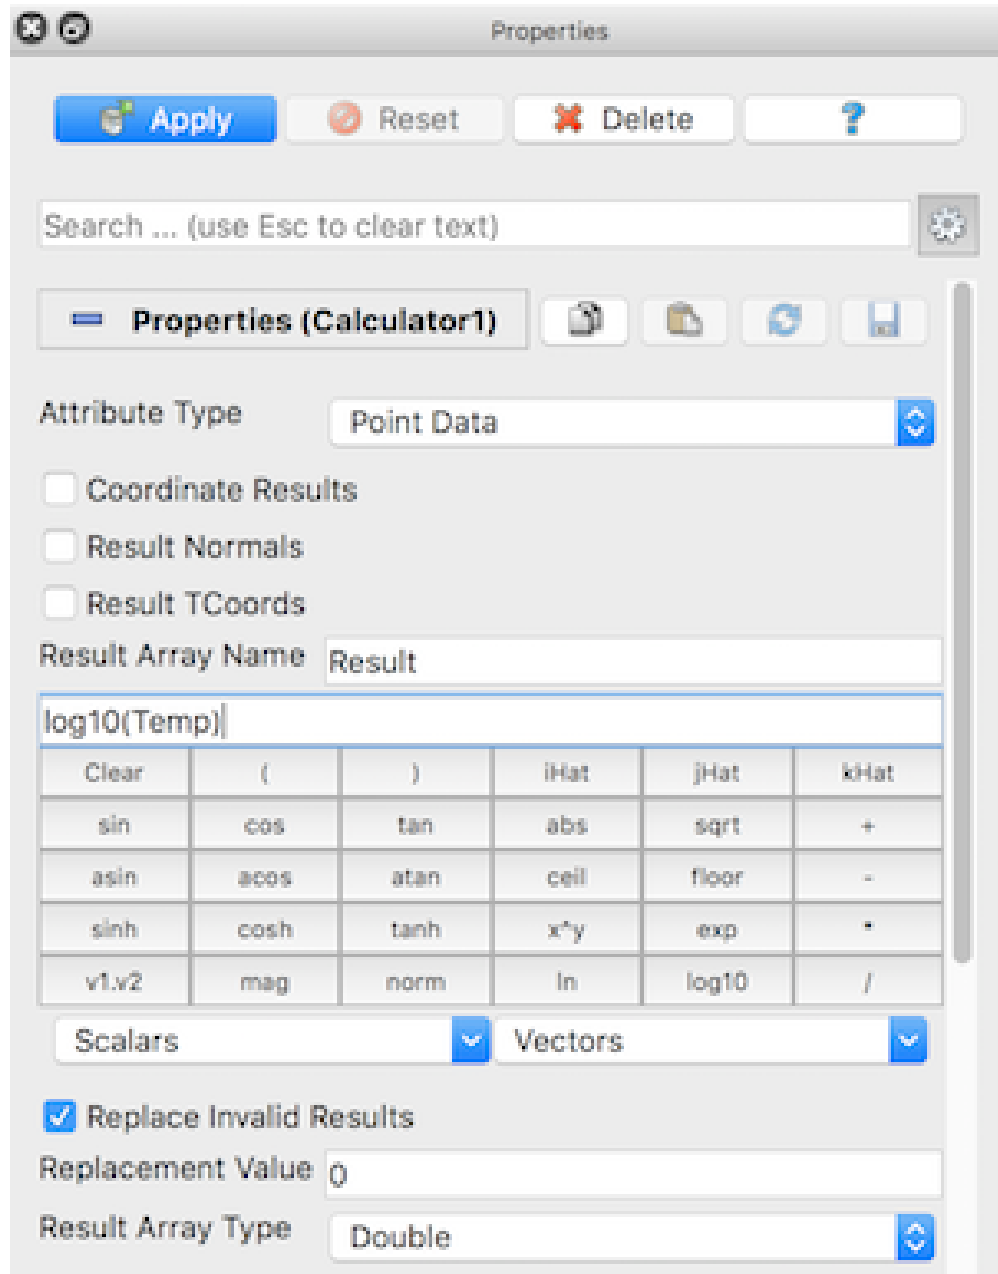 Properties
Apply Reset Delete ?
Search ... (use Esc to clear text)
Properties (Calculator1)
Attribute Type Point Data
Coordinate Results
Result Normals
Result TCoords
Result Array Name Result
log10(Temp)
Clear ( ) iHat jHat kHat
sin cos tan abs sqrt +
asin acos atan ceil floor -
sinh cosh tanh x^y exp *
v1.v2 mag norm ln log10 /
Scalars Vectors
Replace Invalid Results
Replacement Value 0
Result Array Type Double